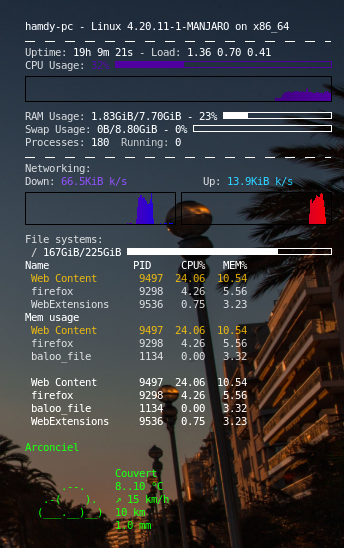 hamdy-pc - Linux 4.20.11-1-MANJARO on x86_64
Uptime: 19h 9m 21s - Load: 1.36 0.70 0.41
CPU Usage:
RAM Usage: 1.83GiB/7.70GiB - 23%
Swap Usage: 0B/8.80GiB - 0%
Processes: 180 Running: 0
Networking:
Down: 66.5KiB k/s Up: 13.9KiB k/s
File systems:
/ 167GiB/225GiB
Name PID CPU% MEM%
Web Content 9497 24.06 10.54
firefox 9298 4.26 5.56
WebExtensions 9536 0.75 3.23
Mem usage
Web Content 9497 24.06 10.54
firefox 9298 4.26 5.56
baloo_file 1134 0.00 3.32
Web Content 9497 24.06 10.54
firefox 9298 4.26 5.56
baloo_file 1134 0.00 3.32
WebExtensions 9536 0.75 3.23
Arconciel
Couvert
8..10 °C
↗ 15 km/h
10 km
1.0 mm